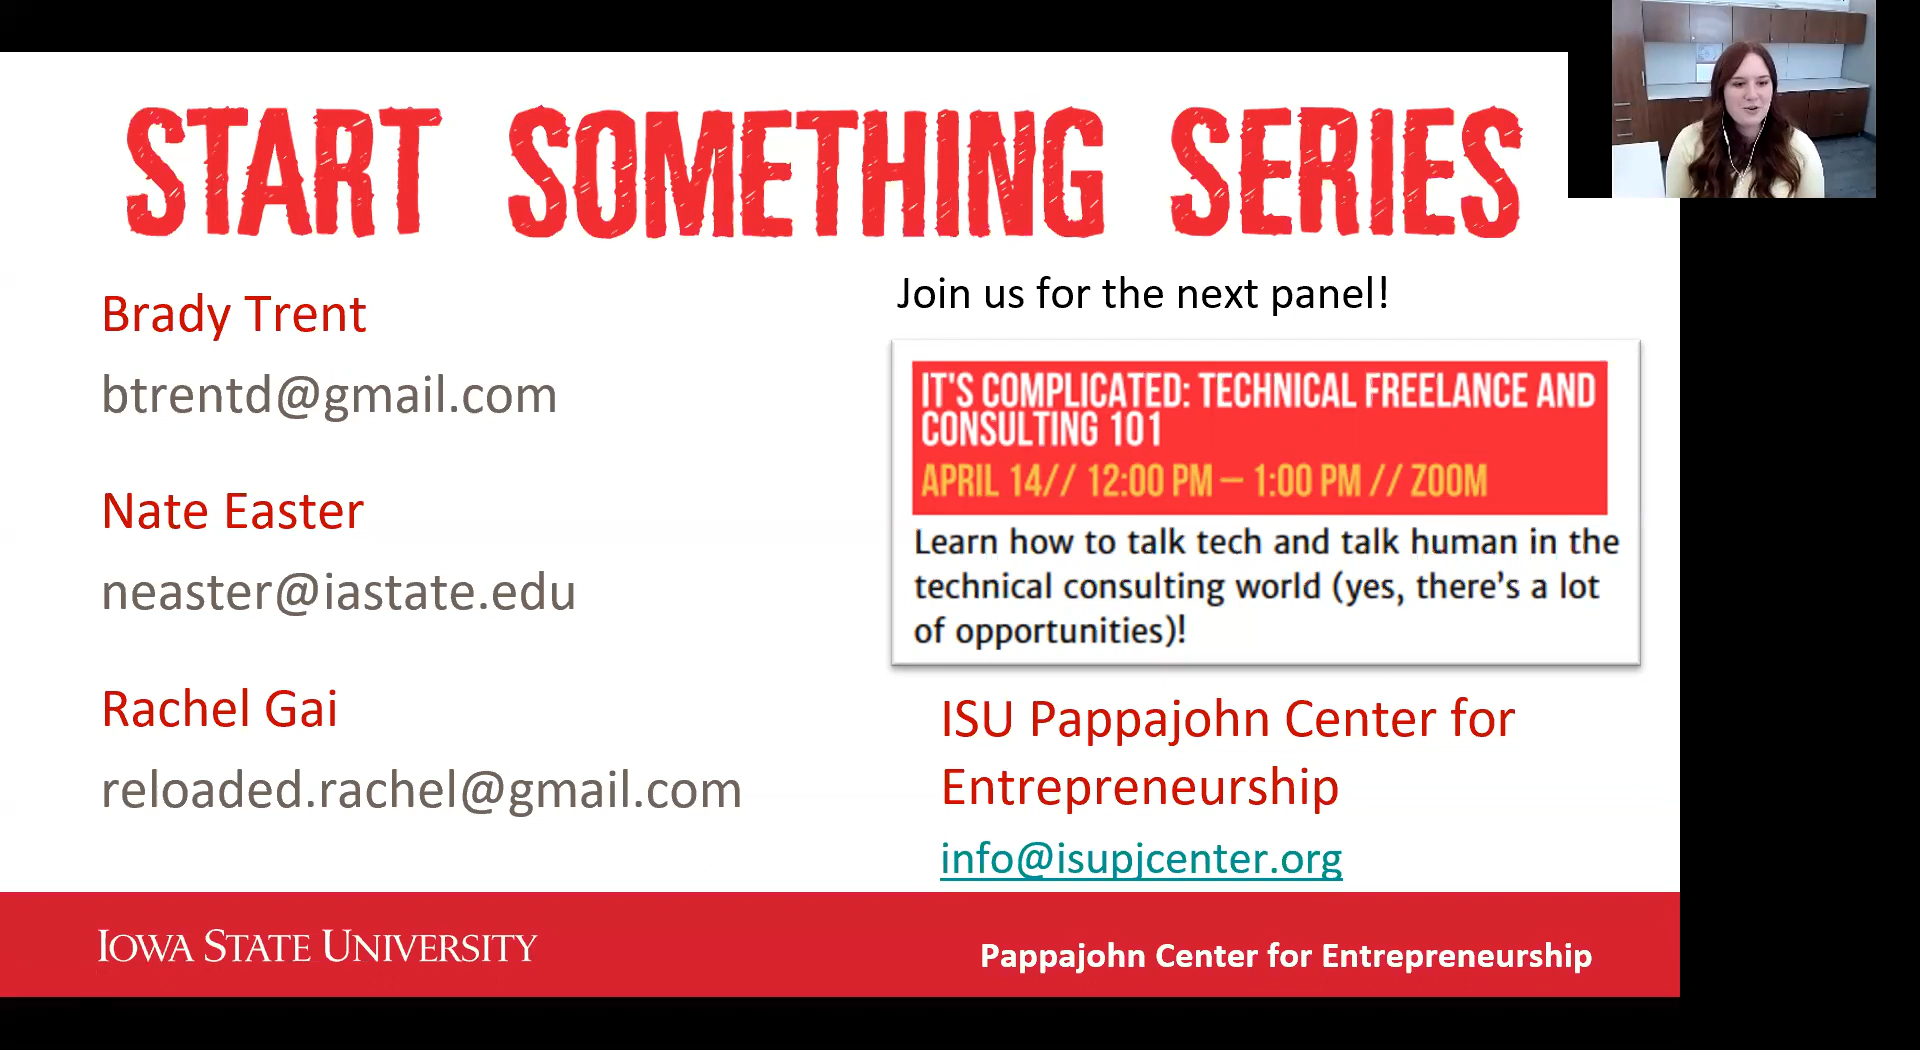 START SOMETHING SERIES
Brady Trent
btrentd@gmail.com
Nate Easter
neaster@iastate.edu
Rachel Gai
reloaded.rachel@gmail.com
Join us for the next panel!
IT'S COMPLICATED: TECHNICAL FREELANCE AND
CONSULTING 101
APRIL 14// 12:00 PM – 1:00 PM // ZOOM
Learn how to talk tech and talk human in the
technical consulting world (yes, there's a lot
of opportunities)!
ISU Pappajohn Center for
Entrepreneurship
info@isupjcenter.org
IOWA STATE UNIVERSITY
Pappajohn Center for Entrepreneurship